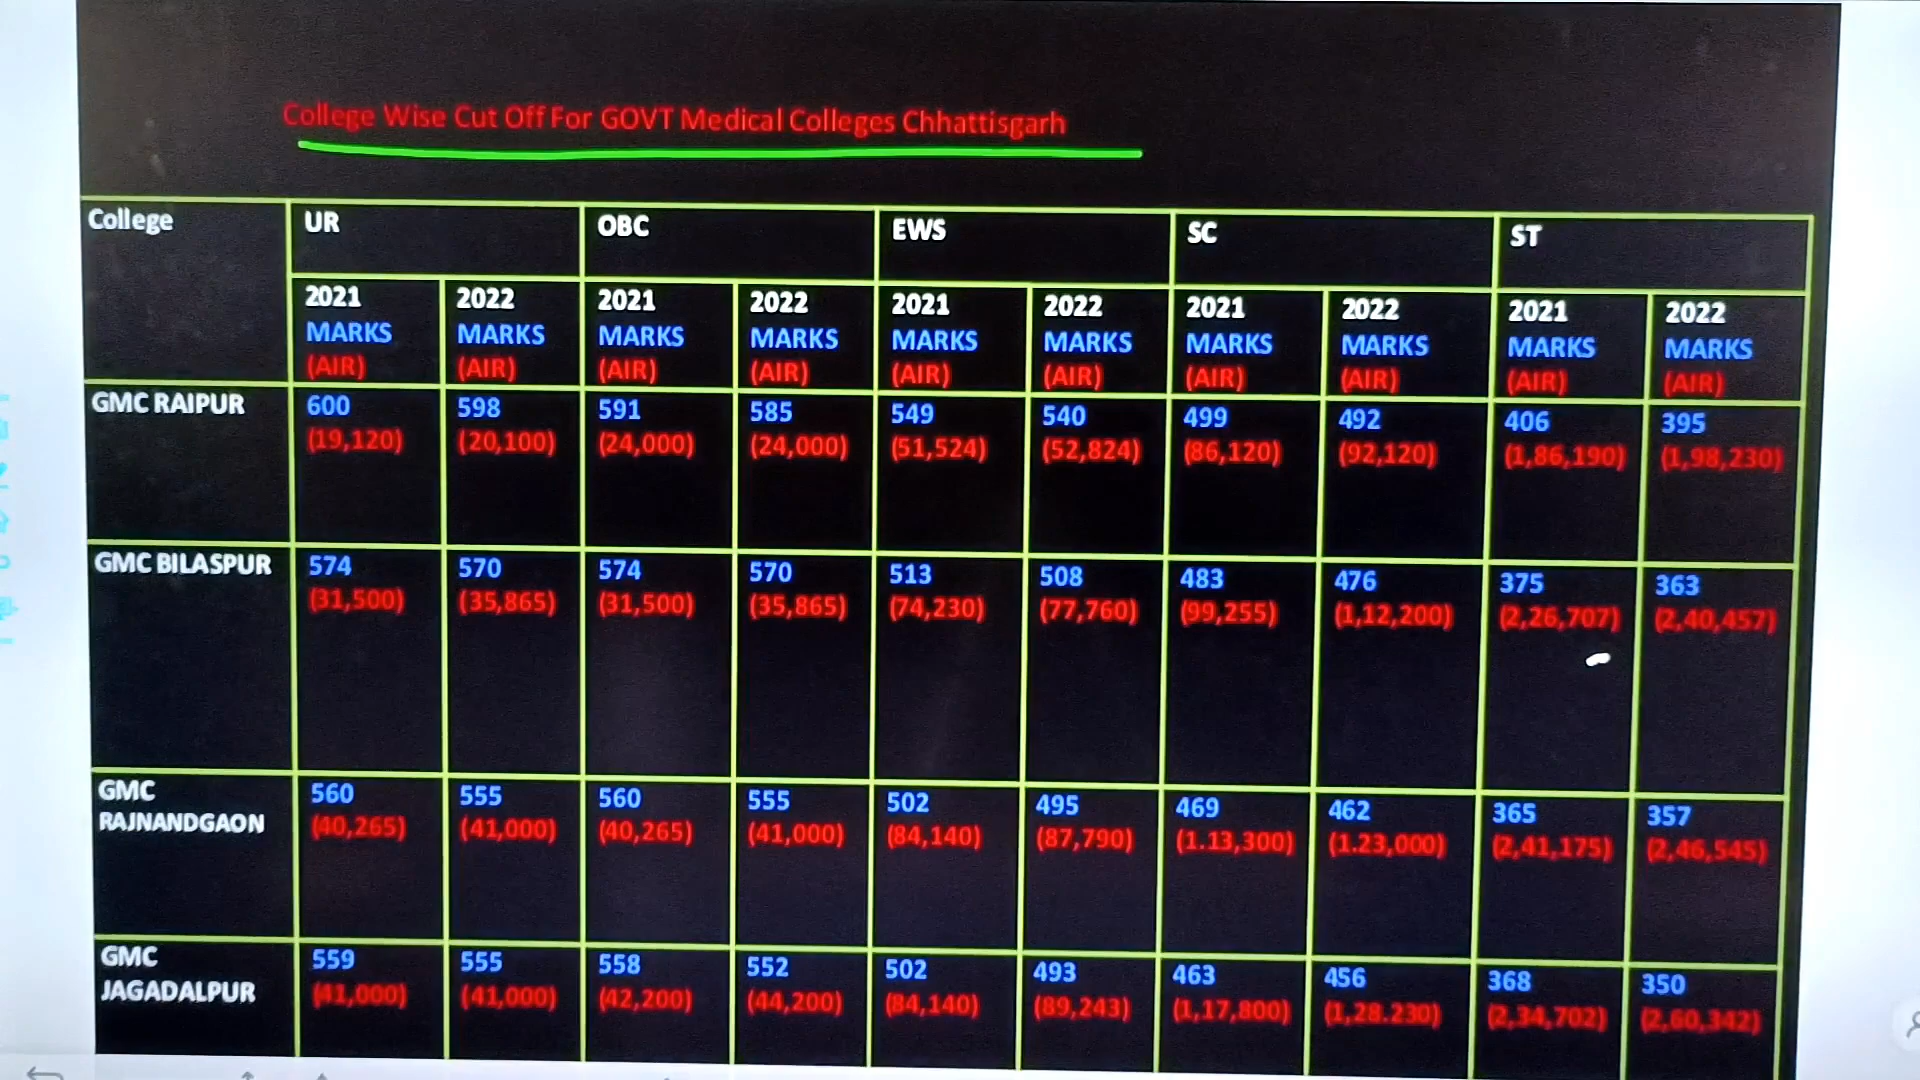 College Wise Cut Off For GOVT Medical Colleges Chhattisgarh
College UR OBC EWS SC ST
2021 2022 2021 2022 2021 2022 2021 2022 2021 2022
MARKS MARKS MARKS MARKS MARKS MARKS MARKS MARKS MARKS MARKS
(AIR) (AIR) (AIR) (AIR) (AIR) (AIR) (AIR) (AIR) (AIR) (AIR)
GMC RAIPUR 600 598 591 585 549 540 499 492 406 395
(19,120) (20,100) (24,000) (24,000) (51,524) (52,824) (86,120) (92,120) (1,86,190) (1,98,230)
GMC BILASPUR 574 570 574 570 513 508 483 476 375 363
(31,500) (35,865) (31,500) (35,865) (74,230) (77,760) (99,255) (1,12,200) (2,26,707) (2,40,457)
GMC 560 555 560 555 502 495 469 462 365 357
RAJNANDGAON (40,265) (41,000) (40,265) (41,000) (84,140) (87,790) (1.13,300) (1.23,000) (2,41,175) (2,46,545)
GMC 559 555 558 552 502 493 463 456 368 350
JAGADALPUR (41,000) (41,000) (42,200) (44,200) (84,140) (89,243) (1,17,800) (1,28.230) (2,34,702) (2,60,342)